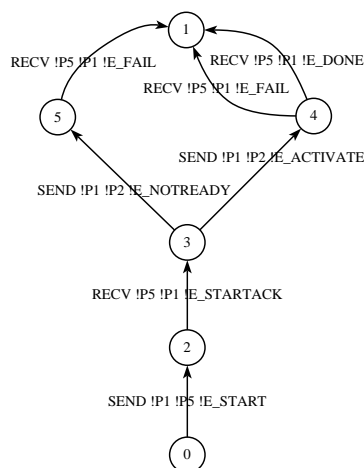 1
RECV !P5 !P1 !E_FAIL
RECV !P5 !P1 !E_DONE
RECV !P5 !P1 !E_FAIL
5
4
SEND !P1 !P2 !E_ACTIVATE
SEND !P1 !P2 !E_NOTREADY
3
RECV !P5 !P1 !E_STARTACK
2
SEND !P1 !P5 !E_START
0